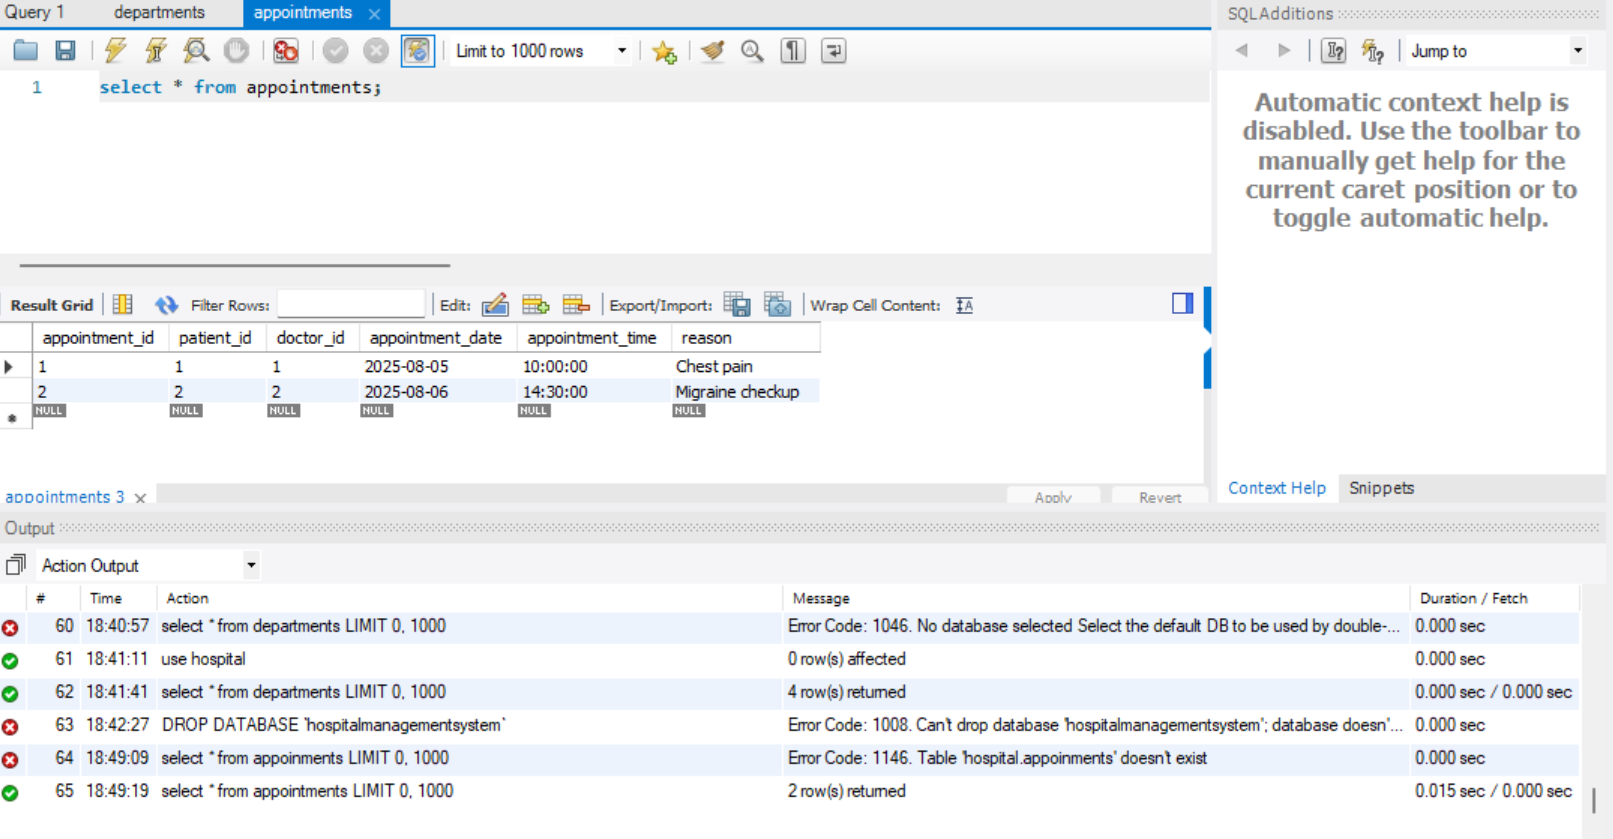 Query 1 departments appointments
SQLAdditions
Limit to 1000 rows
Jump to
1 select * from appointments;
Automatic context help is
disabled. Use the toolbar to
manually get help for the
current caret position or to
toggle automatic help.
Result Grid Filter Rows: Edit: Export/Import: Wrap Cell Content:
appointment_id patient_id doctor_id appointment_date appointment_time reason
1 1 1 2025-08-05 10:00:00 Chest pain
2 2 2 2025-08-06 14:30:00 Migraine checkup
NULL NULL NULL NULL NULL NULL
appointments 3 Apply Revert
Context Help Snippets
Output
Action Output
# Time Action Message Duration / Fetch
60 18:40:57 select * from departments LIMIT 0, 1000 Error Code: 1046. No database selected Select the default DB to be used by double-... 0.000 sec
61 18:41:11 use hospital 0 row(s) affected 0.000 sec
62 18:41:41 select * from departments LIMIT 0, 1000 4 row(s) returned 0.000 sec / 0.000 sec
63 18:42:27 DROP DATABASE `hospitalmanagementsystem` Error Code: 1008. Can't drop database 'hospitalmanagementsystem'; database doesn'... 0.000 sec
64 18:49:09 select * from appoinments LIMIT 0, 1000 Error Code: 1146. Table 'hospital.appoinments' doesn't exist 0.000 sec
65 18:49:19 select * from appointments LIMIT 0, 1000 2 row(s) returned 0.015 sec / 0.000 sec